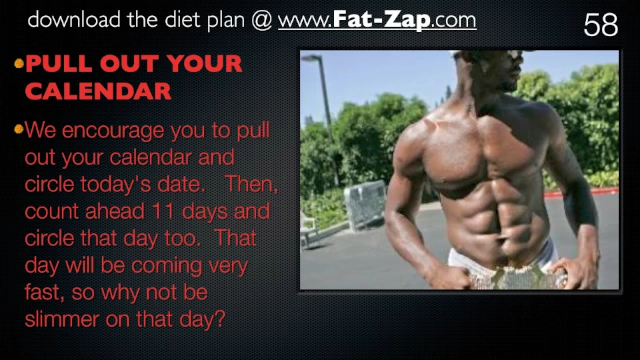 download the diet plan @ www.Fat-Zap.com
58
PULL OUT YOUR
CALENDAR
We encourage you to pull
out your calendar and
circle today's date. Then,
count ahead 11 days and
circle that day too. That
day will be coming very
fast, so why not be
slimmer on that day?